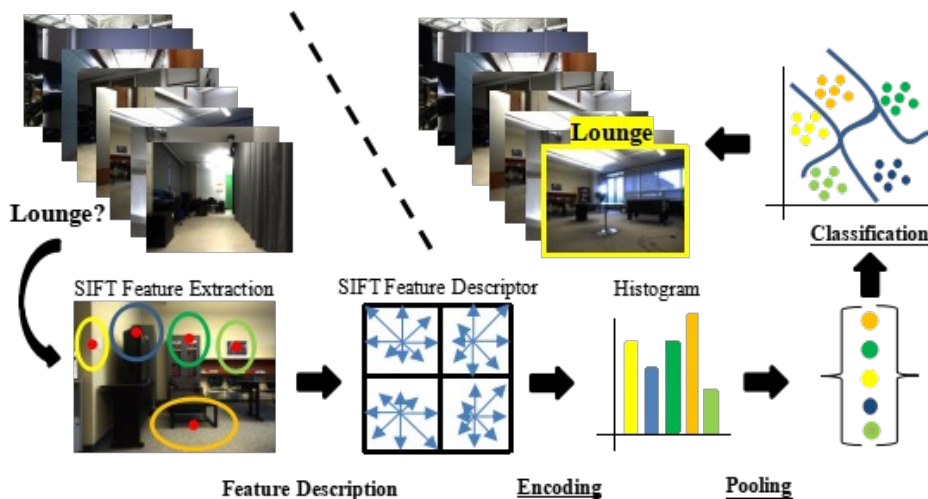 Lounge
Lounge?
Classification
SIFT Feature Extraction
SIFT Feature Descriptor
Histogram
Feature Description
Encoding
Pooling